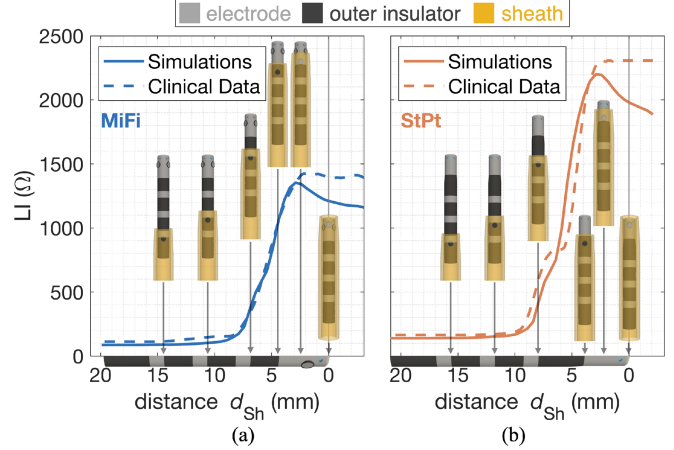 electrode outer insulator sheath
LI (Ω)
2500
2000
1500
1000
500
0
Simulations
Clinical Data
MiFi
20 15 10 5 0
distance dSh (mm)
(a)
Simulations
Clinical Data
StPt
20 15 10 5 0
distance dSh (mm)
(b)